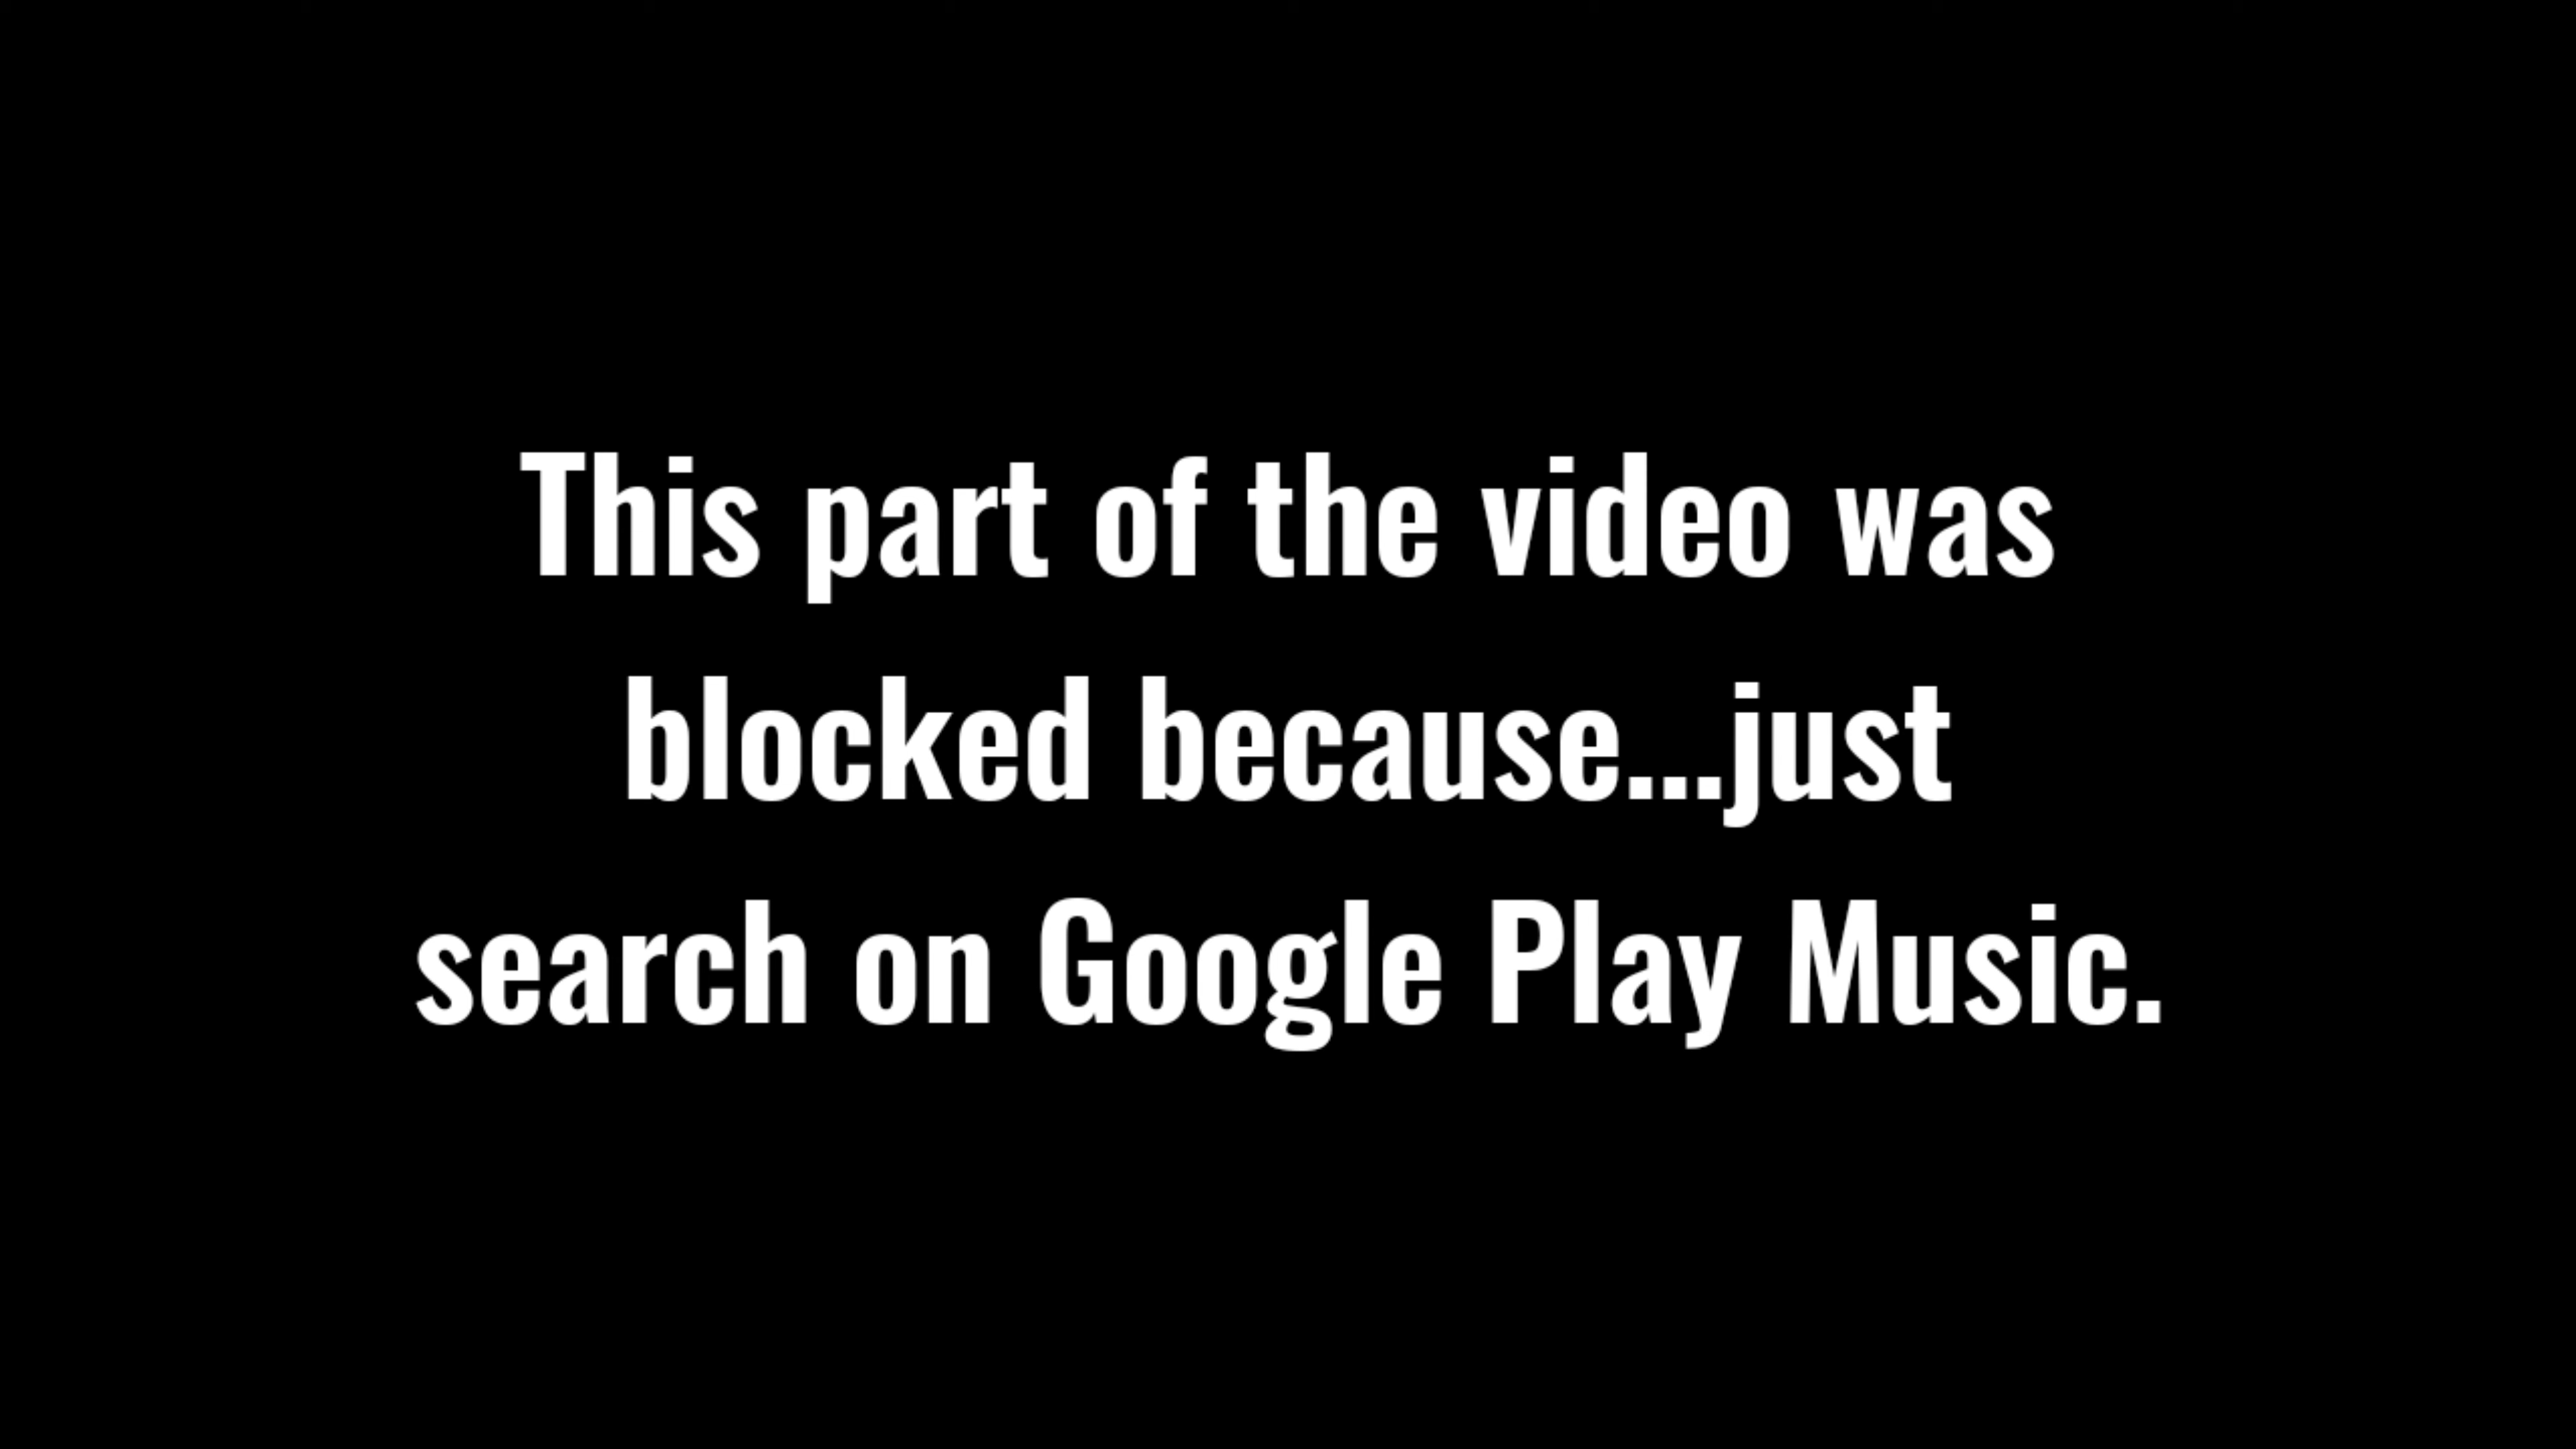 This part of the video was
blocked because...just
search on Google Play Music.